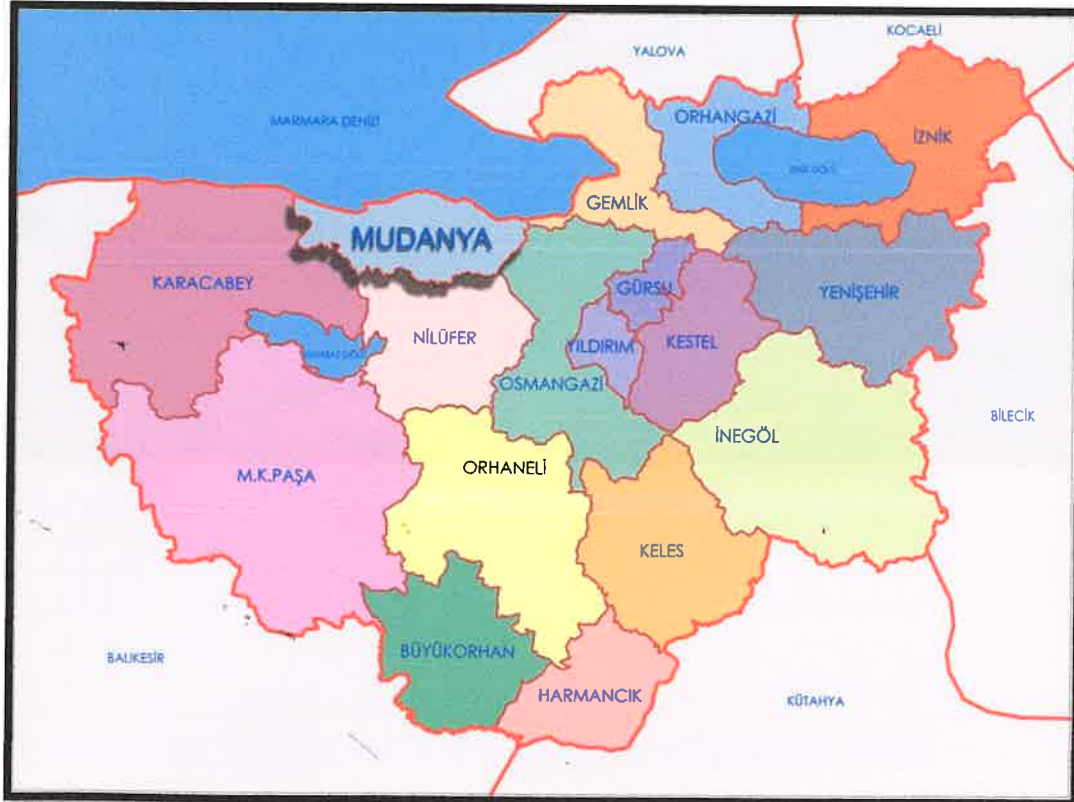 KOCAELİ
YALOVA
MARMARA DENİZİ
ORHANGAZİ
İZNİK
GEMLİK
MUDANYA
KARACABEY
GÜRSU
YENİŞEHİR
NİLÜFER
YILDIRIM
KESTEL
OSMANGAZİ
BİLECİK
İNEGÖL
ORHANELİ
M.K.PAŞA
KELES
BÜYÜKORHAN
BALIKESİR
HARMANCIK
KÜTAHYA